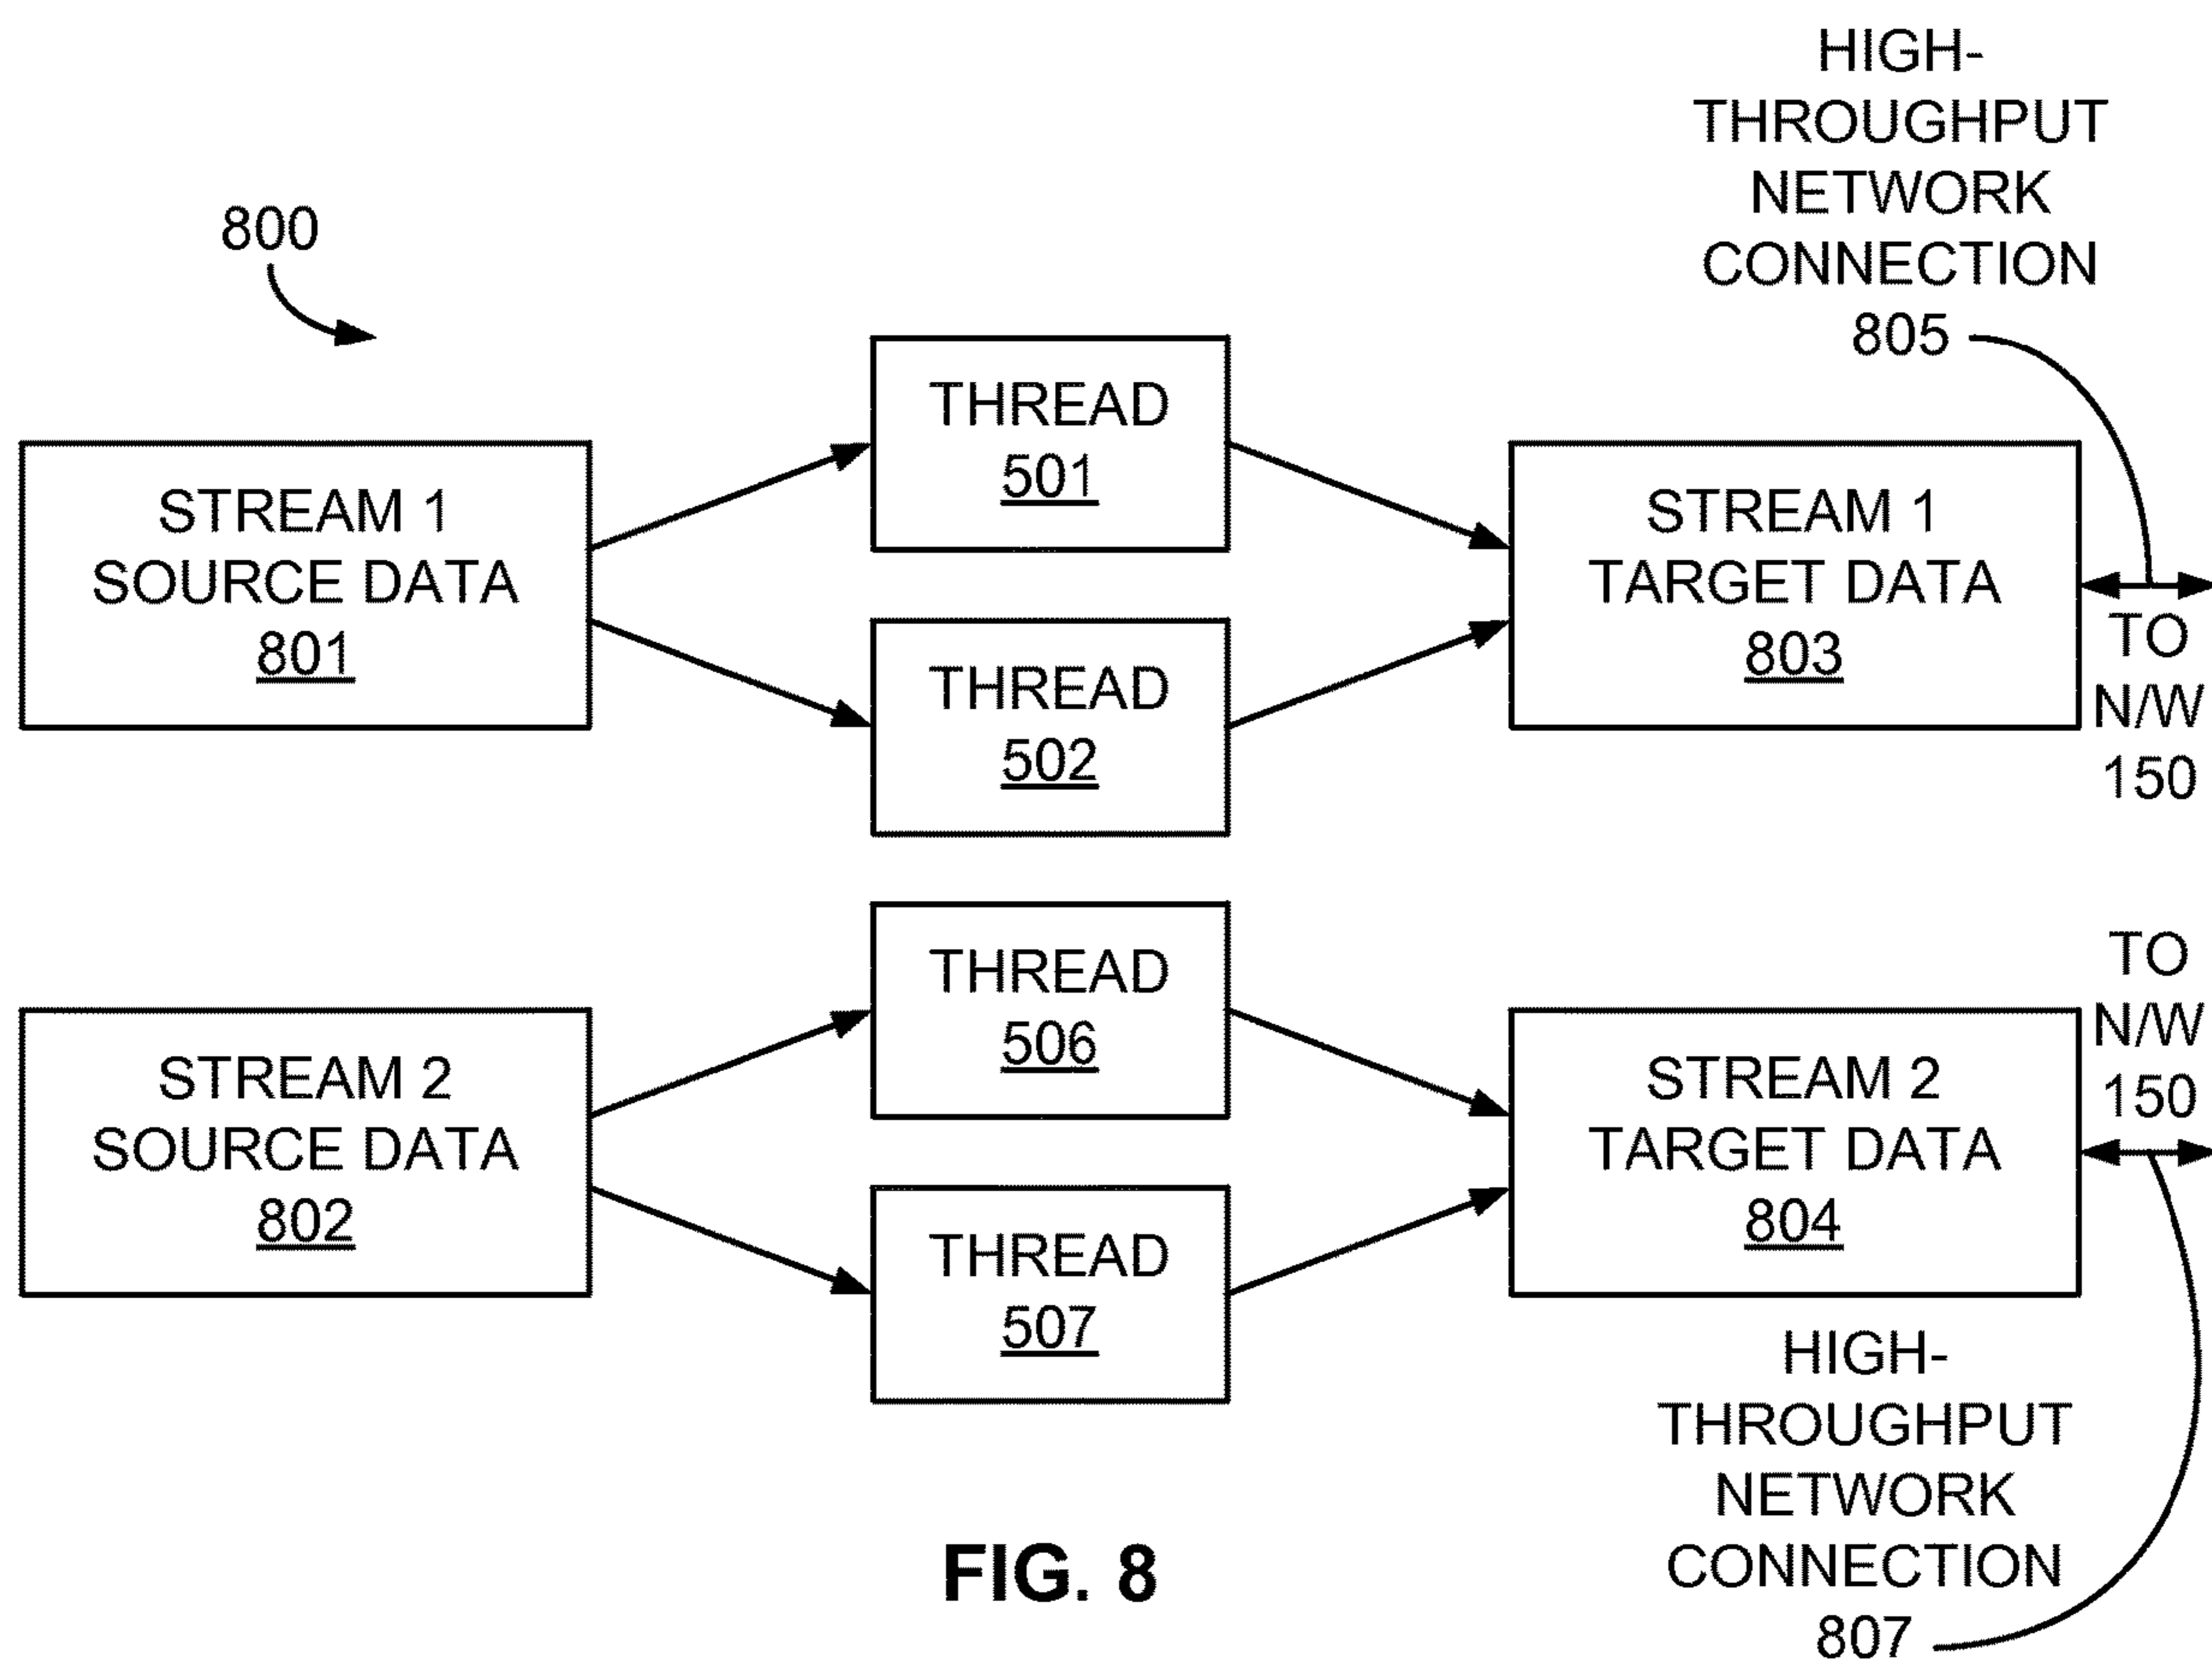 HIGH-
THROUGHPUT
NETWORK
CONNECTION
805
800
STREAM 1
SOURCE DATA
801
THREAD
501
THREAD
502
STREAM 1
TARGET DATA
803
TO
N/W
150
STREAM 2
SOURCE DATA
802
THREAD
506
THREAD
507
STREAM 2
TARGET DATA
804
TO
N/W
150
HIGH-
THROUGHPUT
NETWORK
CONNECTION
807
FIG. 8